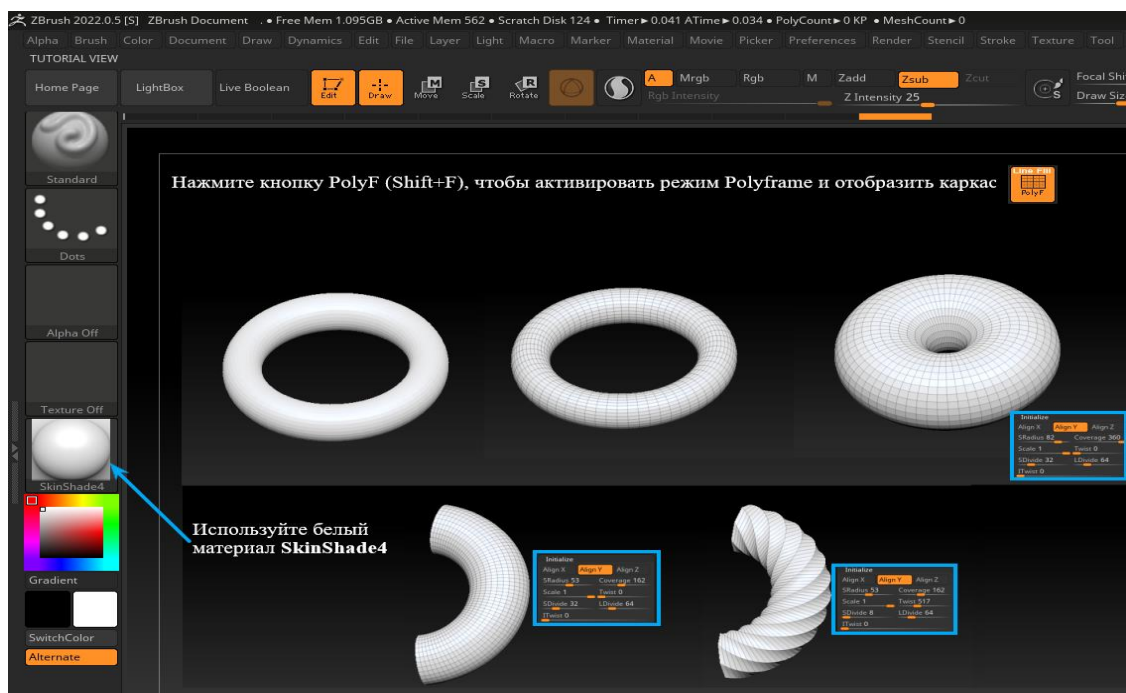 ZBrush 2022.0.5 [S] ZBrush Document . • Free Mem 1.095GB • Active Mem 562 • Scratch Disk 124 • Timer►0.041 ATime►0.034 • PolyCount►0 KP • MeshCount►0
Alpha Brush Color Document Draw Dynamics Edit File Layer Light Macro Marker Material Movie Picker Preferences Render Stencil Stroke Texture Tool
TUTORIAL VIEW
Home Page LightBox Live Boolean Edit Draw Move Scale Rotate A Mrgb Rgb M Zadd Zsub Zcut Focal Shi
Rgb Intensity Z Intensity 25 S Draw Siz
Standard
Нажмите кнопку PolyF (Shift+F), чтобы активировать режим Polyframe и отобразить каркас
Line Fill
PolyF
Dots
Alpha Off
Texture Off
SkinShade4
Initialize
Align X Align Y Align Z
SRadius 82 Coverage 360
Scale 1 Twist 0
SDivide 32 LDivide 64
ITwist 0
Используйте белый
материал SkinShade4
Initialize
Align X Align Y Align Z
SRadius 53 Coverage 162
Scale 1 Twist 0
SDivide 32 LDivide 64
ITwist 0
Initialize
Align X Align Y Align Z
SRadius 53 Coverage 162
Scale 1 Twist 517
SDivide 8 LDivide 64
ITwist 0
Gradient
SwitchColor
Alternate